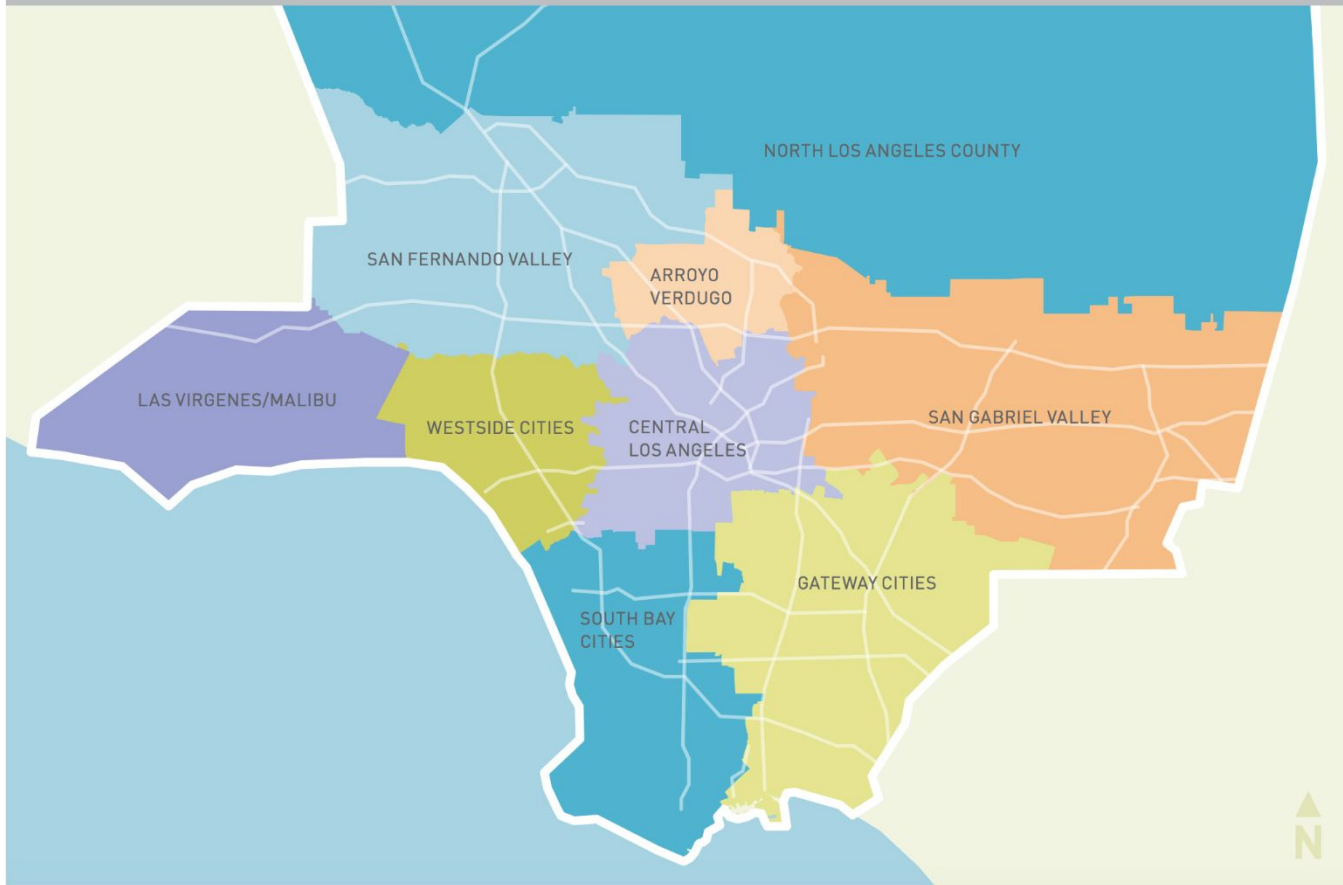 NORTH LOS ANGELES COUNTY
SAN FERNANDO VALLEY
ARROYO
VERDUGO
LAS VIRGENES/MALIBU
WESTSIDE CITIES
CENTRAL
LOS ANGELES
SAN GABRIEL VALLEY
GATEWAY CITIES
SOUTH BAY
CITIES
N